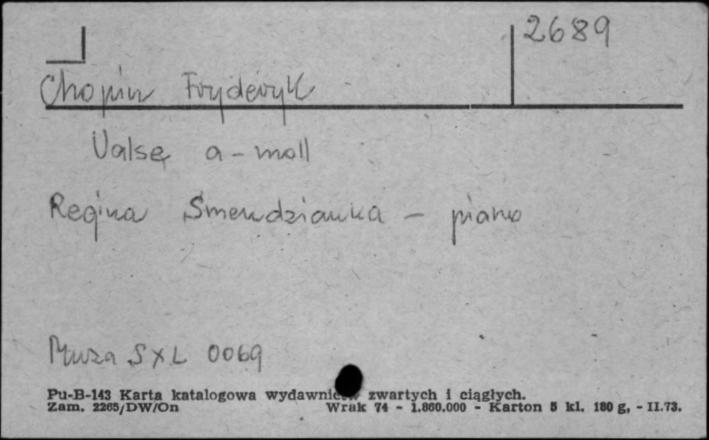 2689
Chopin Fryderyk
Valse a-moll
Regina Smendzianka - piano
Muza SXL 0069
Pu-B-143 Karta katalogowa wydawnictw zwartych i ciągłych.
Zam. 2265/DW/On Wrak 74 - 1.860.000 - Karton 5 kl. 180 g, - II.73.